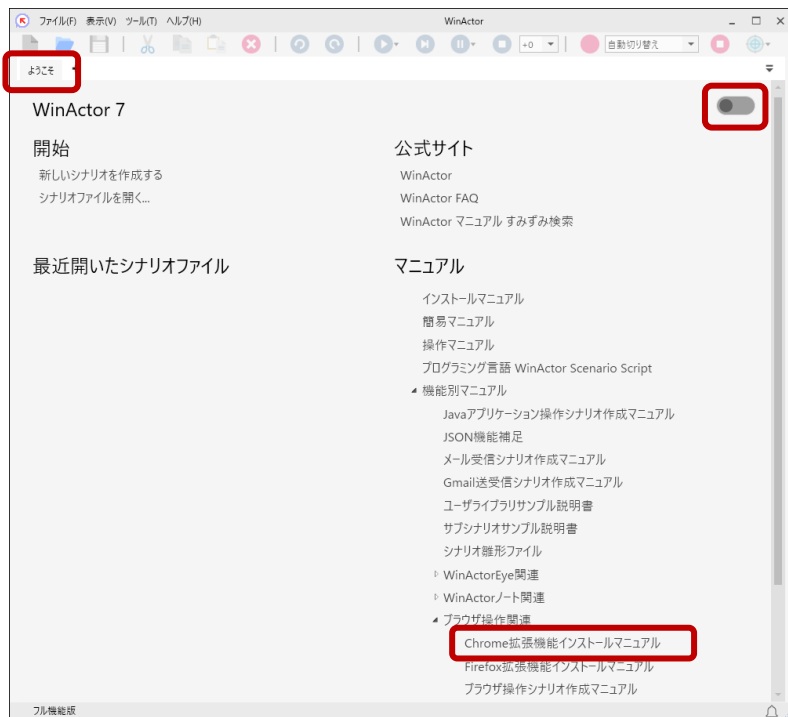 ファイル(F) 表示(V) ツール(T) ヘルプ(H) WinActor
+0 自動切り替え
ようこそ
WinActor 7
開始
新しいシナリオを作成する
シナリオファイルを開く...
最近開いたシナリオファイル
公式サイト
WinActor
WinActor FAQ
WinActor マニュアル すみずみ検索
マニュアル
インストールマニュアル
簡易マニュアル
操作マニュアル
プログラミング言語 WinActor Scenario Script
機能別マニュアル
Javaアプリケーション操作シナリオ作成マニュアル
JSON機能補足
メール受信シナリオ作成マニュアル
Gmail送受信シナリオ作成マニュアル
ユーザライブラリサンプル説明書
サブシナリオサンプル説明書
シナリオ雛形ファイル
WinActorEye関連
WinActorノート関連
ブラウザ操作関連
Chrome拡張機能インストールマニュアル
Firefox拡張機能インストールマニュアル
ブラウザ操作シナリオ作成マニュアル
フル機能版